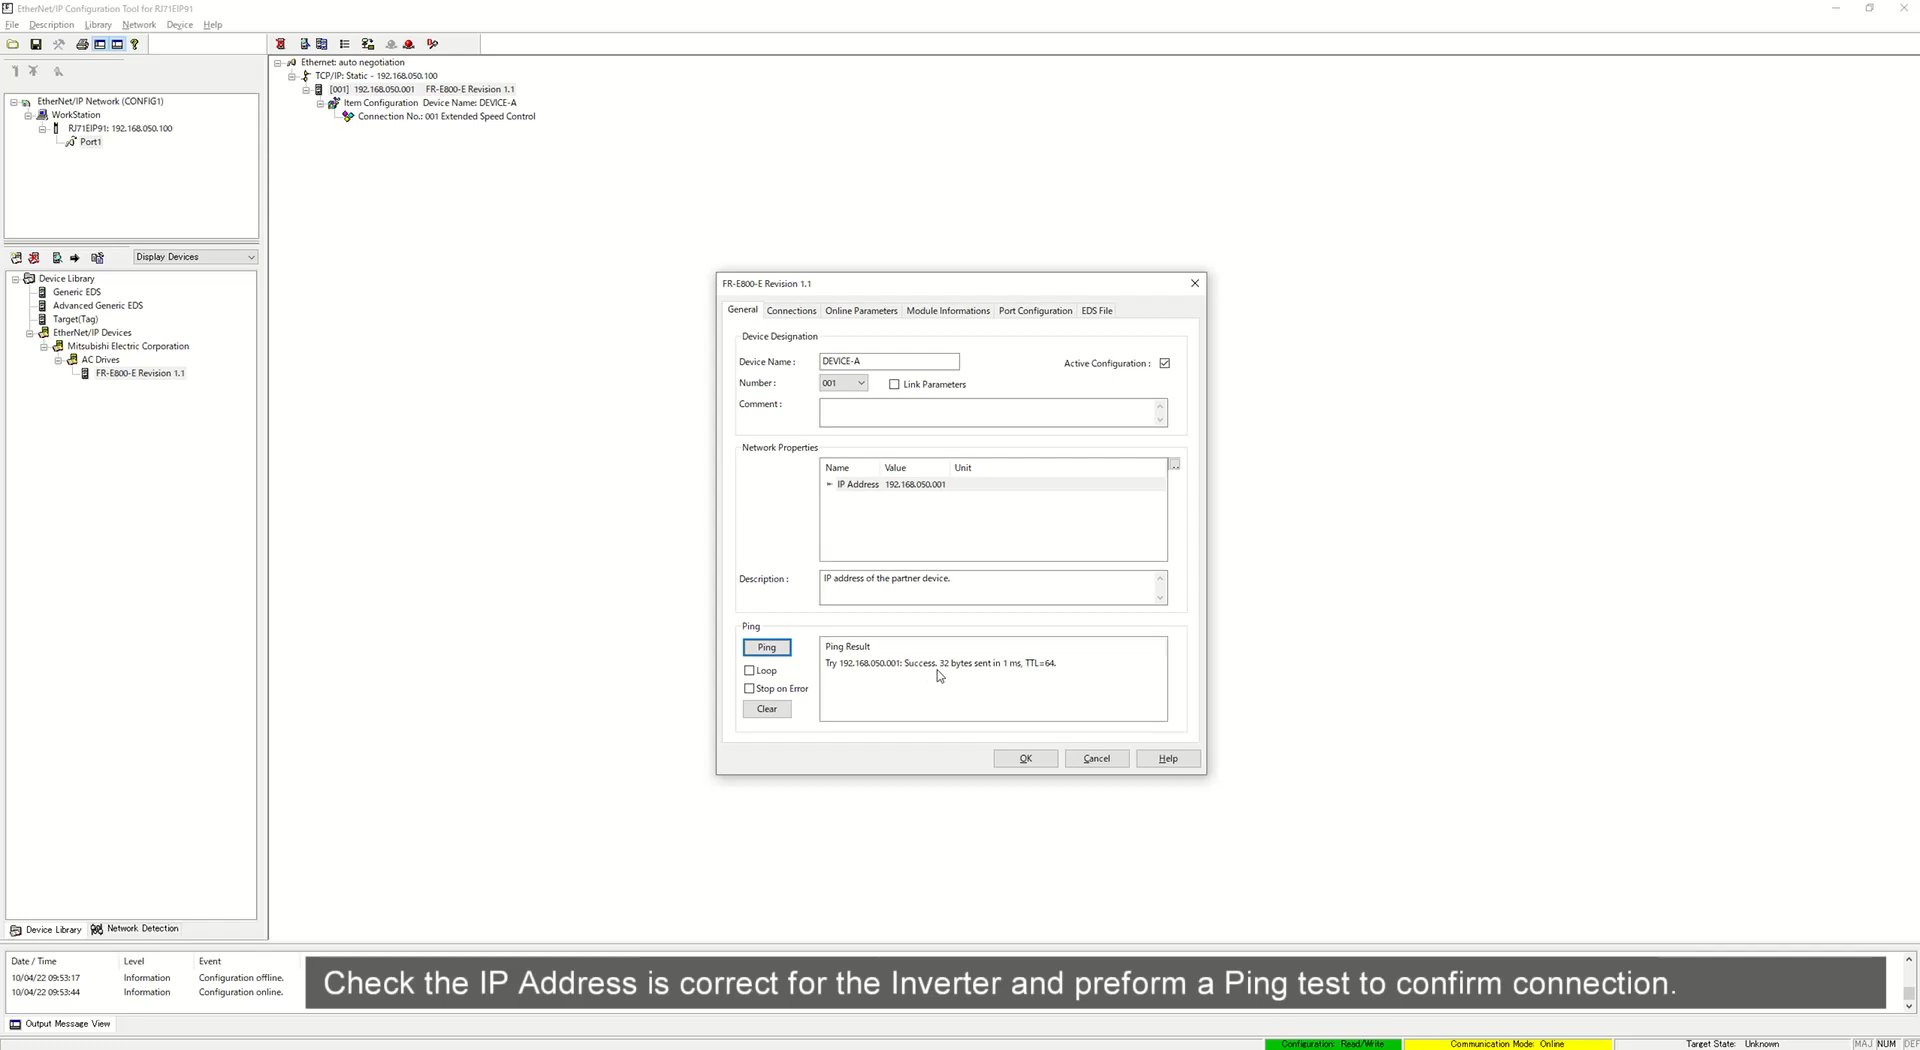 EtherNet/IP Configuration Tool for RJ71EIP91
File Description Library Network Device Help
EtherNet/IP Network (CONFIG1)
WorkStation
RJ71EIP91: 192.168.050.100
Port1
Ethernet: auto negotiation
TCP/IP: Static - 192.168.050.100
[001] 192.168.050.001 FR-E800-E Revision 1.1
Item Configuration Device Name: DEVICE-A
Connection No.: 001 Extended Speed Control
Display Devices
Device Library
Generic EDS
Advanced Generic EDS
Target(Tag)
EtherNet/IP Devices
Mitsubishi Electric Corporation
AC Drives
FR-E800-E Revision 1.1
FR-E800-E Revision 1.1
General Connections Online Parameters Module Informations Port Configuration EDS File
Device Designation
Device Name : DEVICE-A Active Configuration :
Number : 001 Link Parameters
Comment :
Network Properties
Name Value Unit
...
IP Address 192.168.050.001
Description : IP address of the partner device.
Ping
Ping
Ping Result
Try 192.168.050.001: Success. 32 bytes sent in 1 ms, TTL=64.
Loop
Stop on Error
Clear
OK Cancel Help
Device Library Network Detection
Date / Time Level Event
10/04/22 09:53:17 Information Configuration offline.
10/04/22 09:53:44 Information Configuration online.
Check the IP Address is correct for the Inverter and preform a Ping test to confirm connection.
Output Message View
Configuration: Read/Write Communication Mode: Online Target State: Unknown MAJ NUM DEF